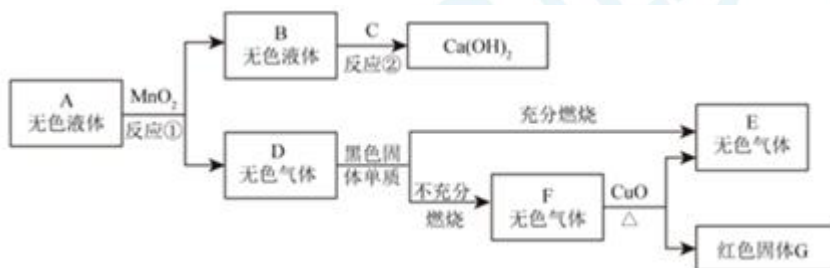 A
无色液体
MnO₂
反应①
B
无色液体
C
反应②
Ca(OH)₂
D
无色气体
黑色固
体单质
充分燃烧
E
无色气体
不充分
燃烧
F
无色气体
CuO
△
红色固体G